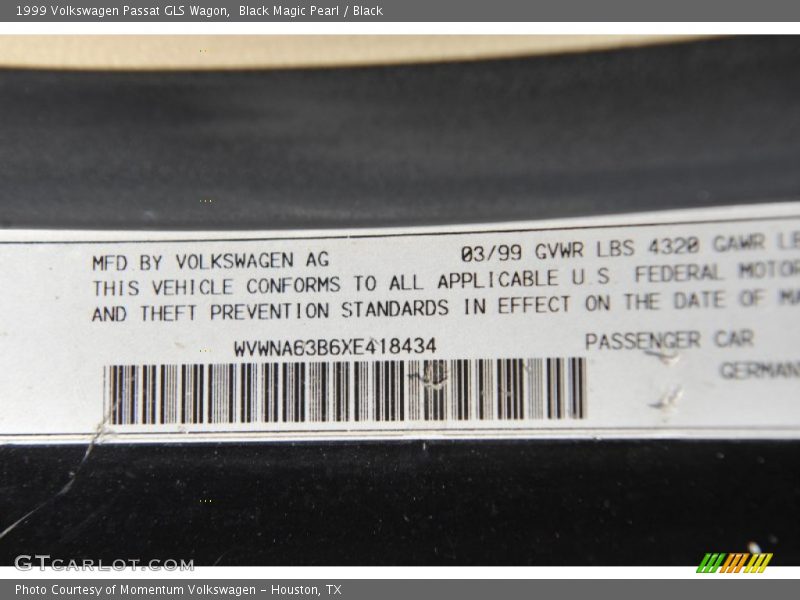 1999 Volkswagen Passat GLS Wagon,  Black Magic Pearl / Black
MFD BY VOLKSWAGEN AG 03/99 GVWR LBS 4320 GAWR
THIS VEHICLE CONFORMS TO ALL APPLICABLE U.S. FEDERAL MOTOR
AND THEFT PREVENTION STANDARDS IN EFFECT ON THE DATE OF
WVWNA63B6XE418434 PASSENGER CAR
GERMAN
GTCARLOT.COM
Photo Courtesy of Momentum Volkswagen - Houston, TX